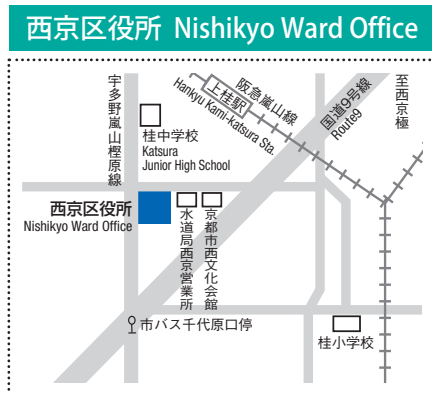 西京区役所 Nishikyo Ward Office
宇多野嵐山樫原線
桂中学校
Katsura
Junior High School
上桂駅
Hankyu Kami-katsura Sta.
阪急嵐山線
国道9号線
Route9
至西京極
西京区役所
Nishikyo Ward Office
水道局西京営業所
京都市西文化会館
市バス千代原口停
桂小学校